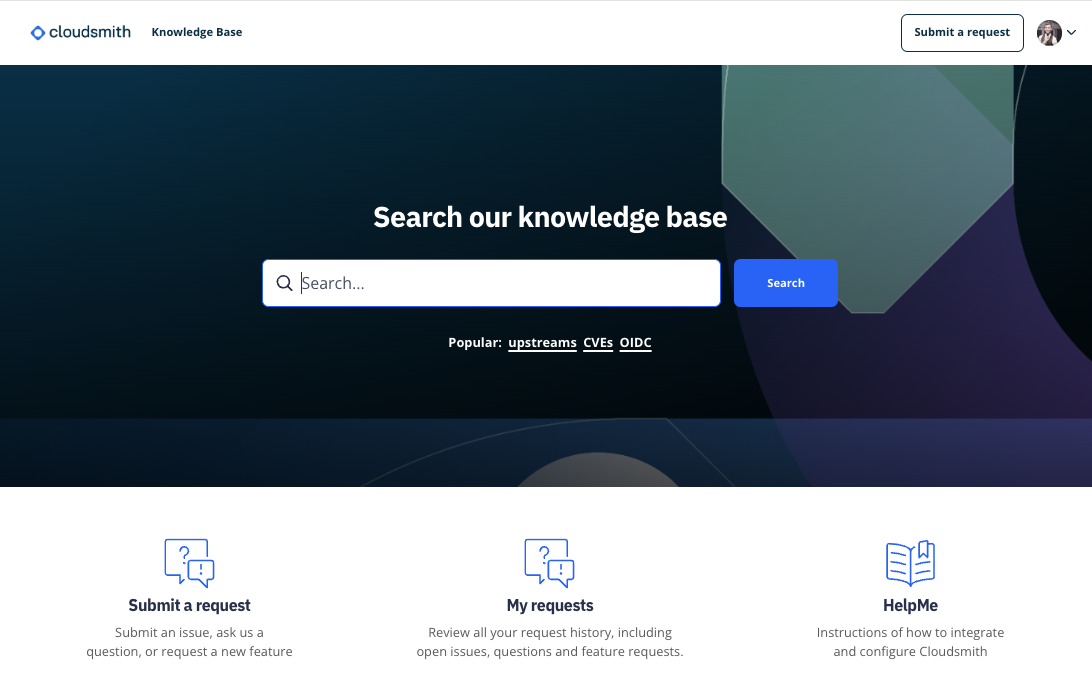 cloudsmith Knowledge Base Submit a request
Search our knowledge base
Search... Search
Popular: upstreams CVEs OIDC
Submit a request
Submit an issue, ask us a
question, or request a new feature
My requests
Review all your request history, including
open issues, questions and feature requests.
HelpMe
Instructions of how to integrate
and configure Cloudsmith